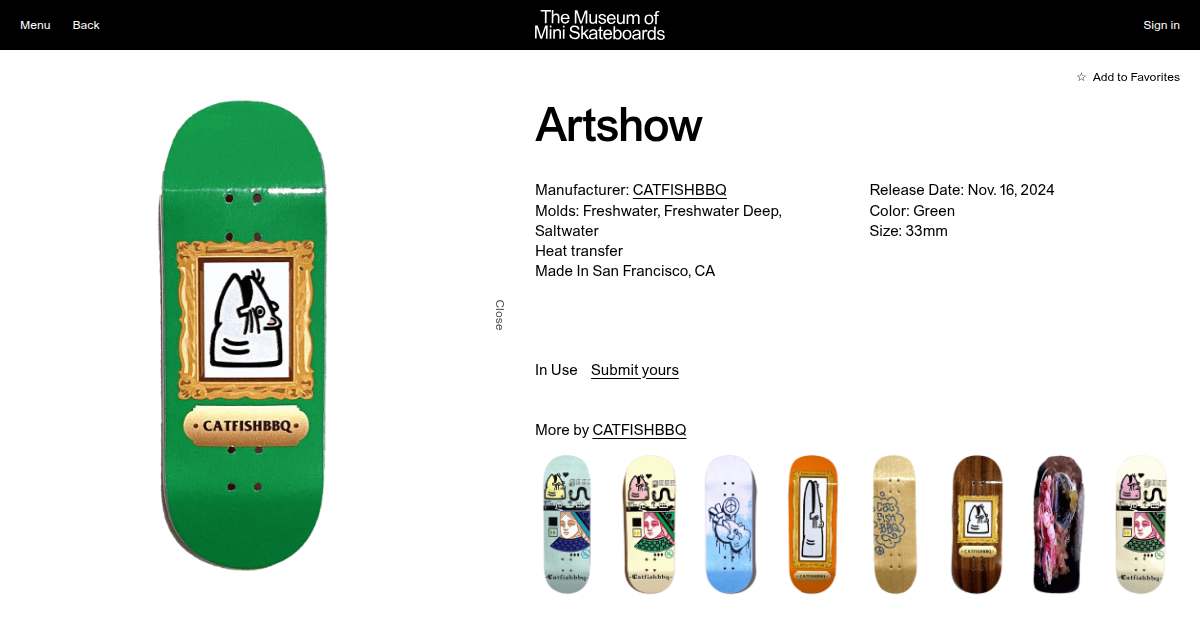 Menu
Back
The Museum of
Mini Skateboards
Sign in
☆ Add to Favorites
Artshow
Manufacturer: CATFISHBBQ
Molds: Freshwater, Freshwater Deep,
Saltwater
Heat transfer
Made In San Francisco, CA
Release Date: Nov. 16, 2024
Color: Green
Size: 33mm
Close
• CATFISHBBQ •
In Use
Submit yours
More by CATFISHBBQ
Catfishbbq
Catfishbbq
CATFISHBBQ
CATFISHBBQ
Catfishbbq